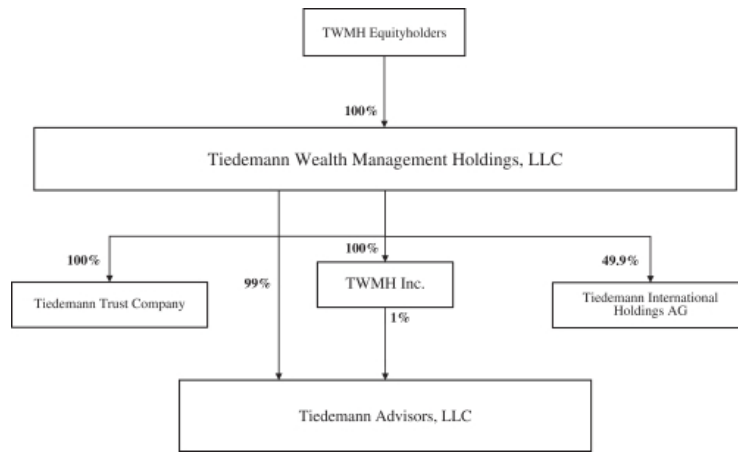 TWMH Equityholders
100%
Tiedemann Wealth Management Holdings, LLC
100%
99%
100%
49.9%
Tiedemann Trust Company
TWMH Inc.
Tiedemann International
Holdings AG
1%
Tiedemann Advisors, LLC